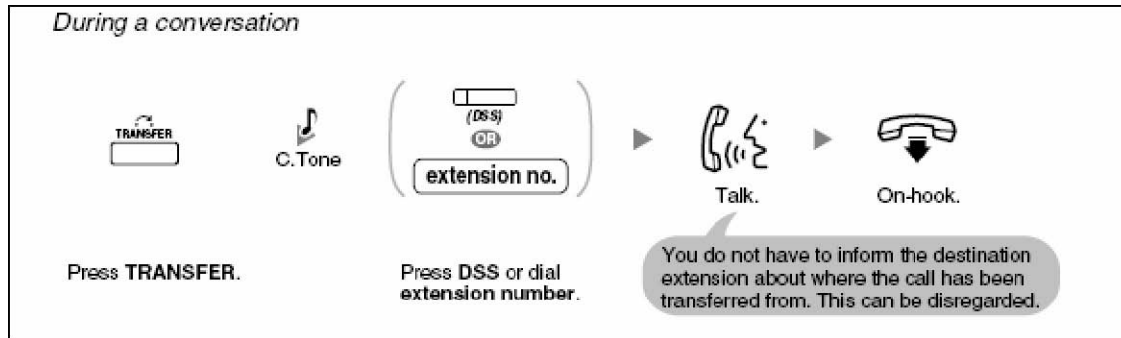 During a conversation
TRANSFER
C.Tone
(DSS)
OR
extension no.
Talk.
On-hook.
Press TRANSFER.
Press DSS or dial
extension number.
You do not have to inform the destination
extension about where the call has been
transferred from. This can be disregarded.